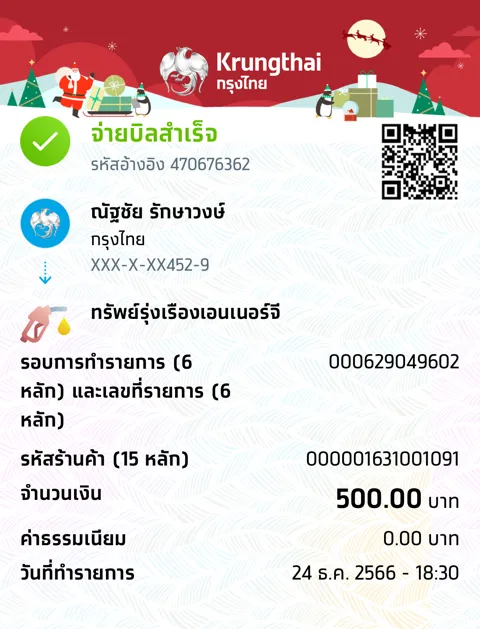 Krungthai
กรุงไทย
จ่ายบิลสำเร็จ
รหัสอ้างอิง 470676362
ณัฐชัย รักษาวงษ์
กรุงไทย
XXX-X-XX452-9
ทรัพย์รุ่งเรืองเอนเนอร์จี
รอบการทำรายการ (6 000629049602
หลัก) และเลขที่รายการ (6
หลัก)
รหัสร้านค้า (15 หลัก) 000001631001091
จำนวนเงิน 500.00 บาท
ค่าธรรมเนียม 0.00 บาท
วันที่ทำรายการ 24 ธ.ค. 2566 - 18:30